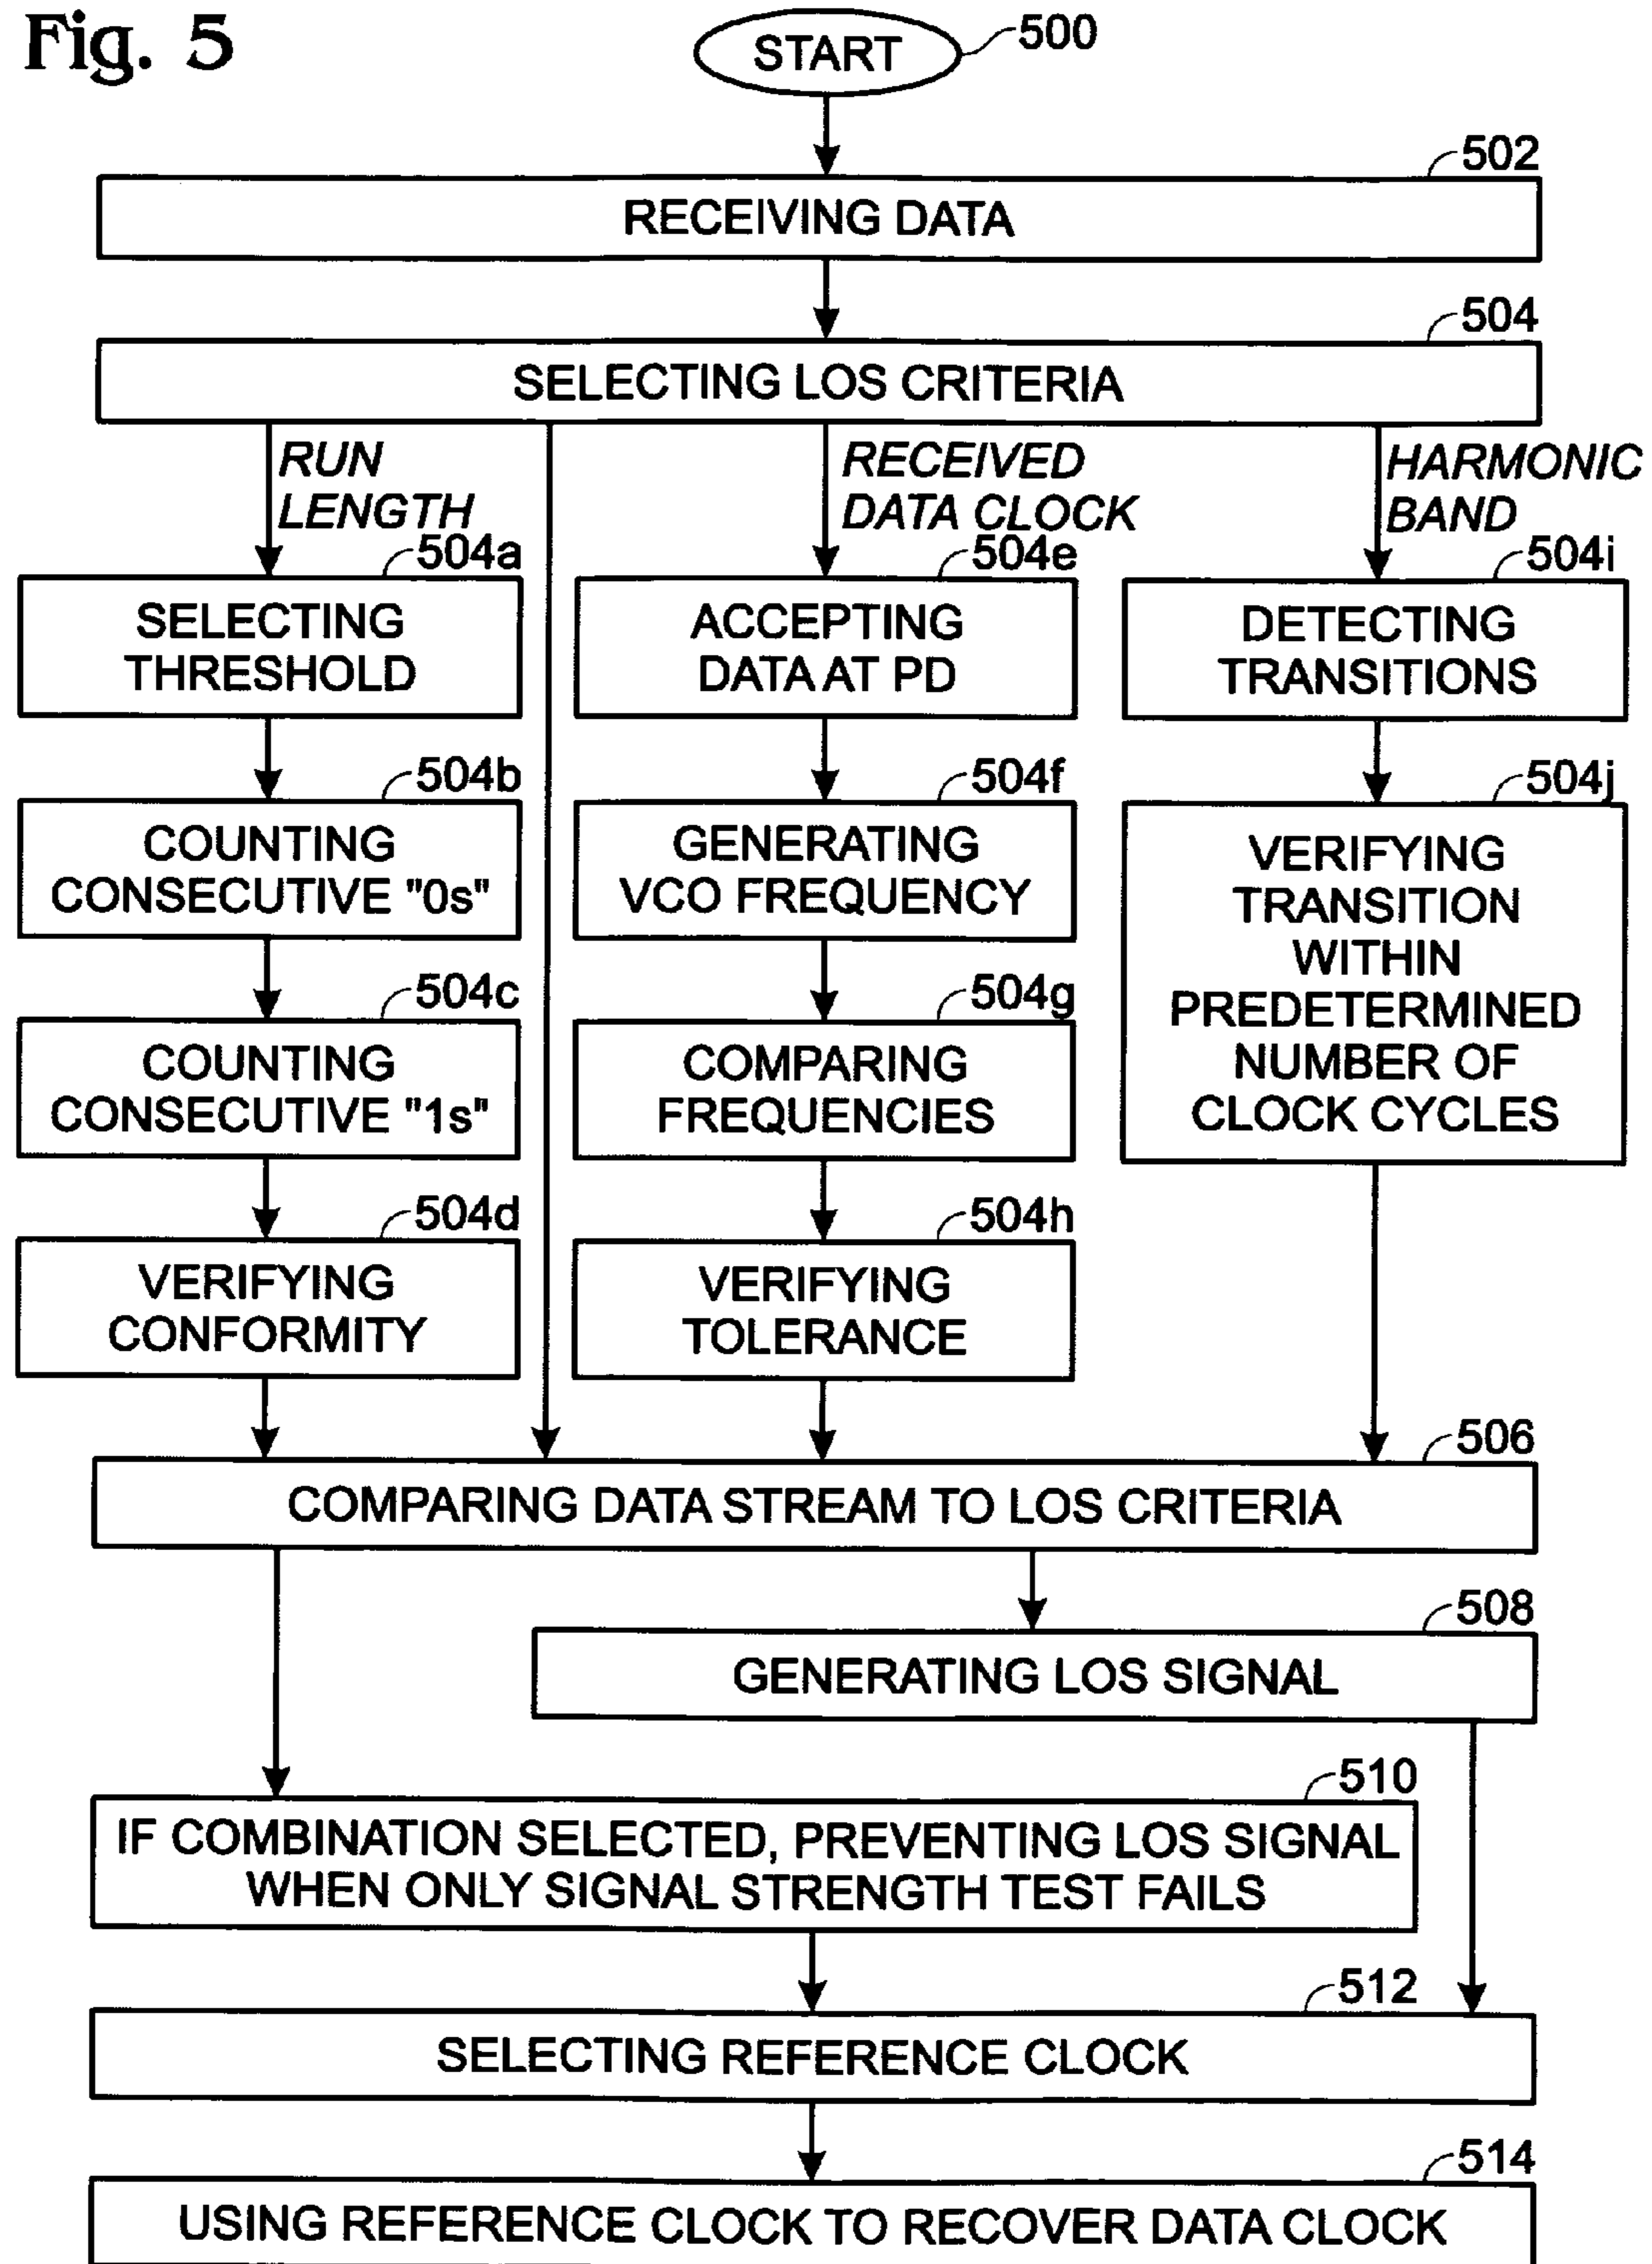 Fig. 5
START
500
502
RECEIVING DATA
504
SELECTING LOS CRITERIA
RUN
LENGTH
RECEIVED
DATA CLOCK
HARMONIC
BAND
504a
SELECTING
THRESHOLD
504b
COUNTING
CONSECUTIVE "0s"
504c
COUNTING
CONSECUTIVE "1s"
504d
VERIFYING
CONFORMITY
504e
ACCEPTING
DATA AT PD
504f
GENERATING
VCO FREQUENCY
504g
COMPARING
FREQUENCIES
504h
VERIFYING
TOLERANCE
504i
DETECTING
TRANSITIONS
504j
VERIFYING
TRANSITION
WITHIN
PREDETERMINED
NUMBER OF
CLOCK CYCLES
506
COMPARING DATA STREAM TO LOS CRITERIA
508
GENERATING LOS SIGNAL
510
IF COMBINATION SELECTED, PREVENTING LOS SIGNAL
WHEN ONLY SIGNAL STRENGTH TEST FAILS
512
SELECTING REFERENCE CLOCK
514
USING REFERENCE CLOCK TO RECOVER DATA CLOCK